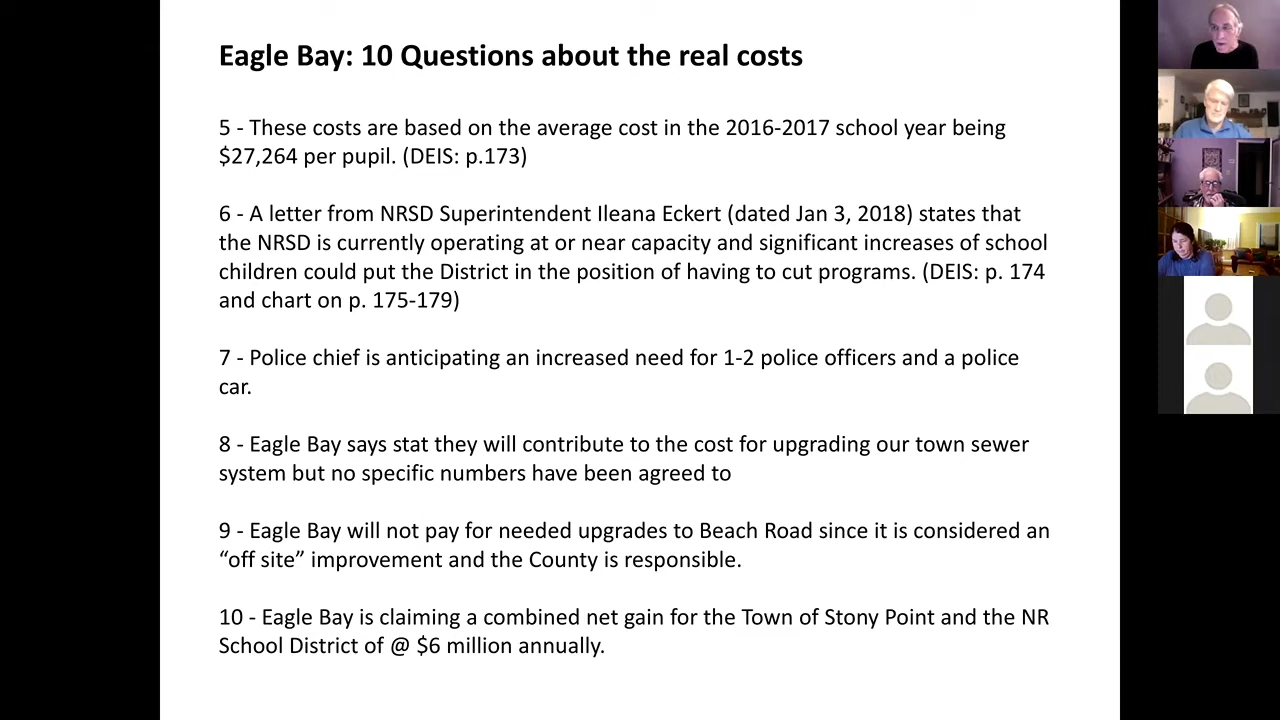 Eagle Bay: 10 Questions about the real costs
5 - These costs are based on the average cost in the 2016-2017 school year being
$27,264 per pupil. (DEIS: p.173)
6 - A letter from NRSD Superintendent Ileana Eckert (dated Jan 3, 2018) states that
the NRSD is currently operating at or near capacity and significant increases of school
children could put the District in the position of having to cut programs. (DEIS: p. 174
and chart on p. 175-179)
7 - Police chief is anticipating an increased need for 1-2 police officers and a police
car.
8 - Eagle Bay says stat they will contribute to the cost for upgrading our town sewer
system but no specific numbers have been agreed to
9 - Eagle Bay will not pay for needed upgrades to Beach Road since it is considered an
“off site” improvement and the County is responsible.
10 - Eagle Bay is claiming a combined net gain for the Town of Stony Point and the NR
School District of @ $6 million annually.